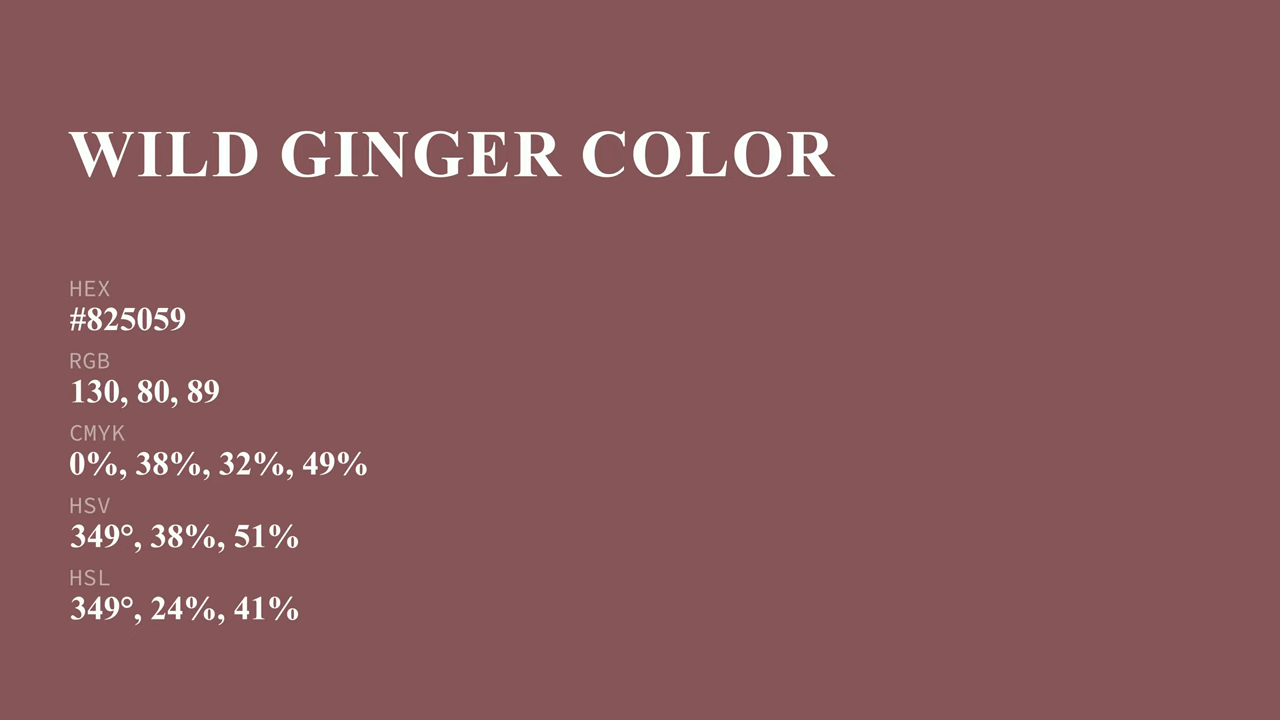 WILD GINGER COLOR
HEX
#825059
RGB
130, 80, 89
CMYK
0%, 38%, 32%, 49%
HSV
349°, 38%, 51%
HSL
349°, 24%, 41%